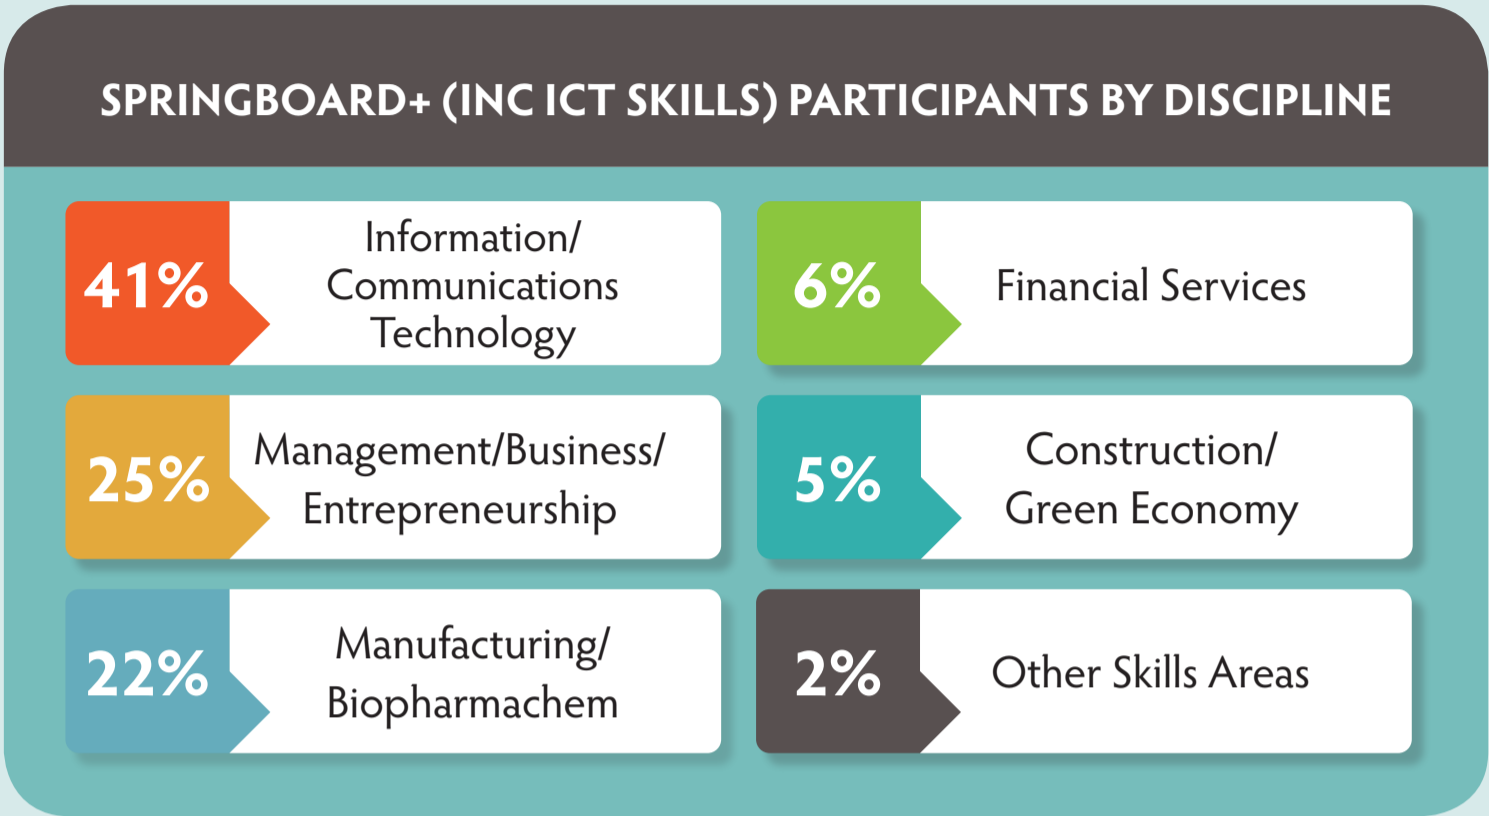 SPRINGBOARD+ (INC ICT SKILLS) PARTICIPANTS BY DISCIPLINE
41%
Information/
Communications
Technology
6%
Financial Services
25%
Management/Business/
Entrepreneurship
5%
Construction/
Green Economy
22%
Manufacturing/
Biopharmachem
2%
Other Skills Areas